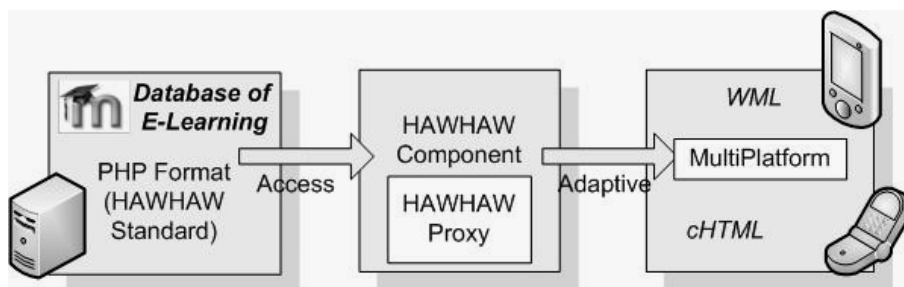 m
Database of
E-Learning
PHP Format
(HAWHAW
Standard)
Access
HAWHAW
Component
HAWHAW
Proxy
Adaptive
WML
MultiPlatform
cHTML